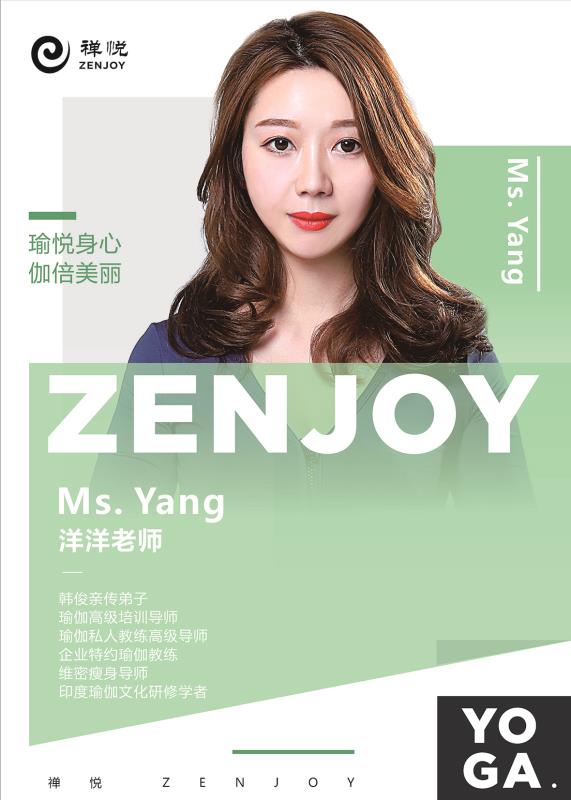 禅悦
ZENJOY
瑜悦身心
伽倍美丽
Ms. Yang
ZENJOY
Ms. Yang
洋洋老师
韩俊亲传弟子
瑜伽高级培训导师
瑜伽私人教练高级导师
企业特约瑜伽教练
维密瘦身导师
印度瑜伽文化研修学者
YO
GA.
禅 悦 Z E N J O Y